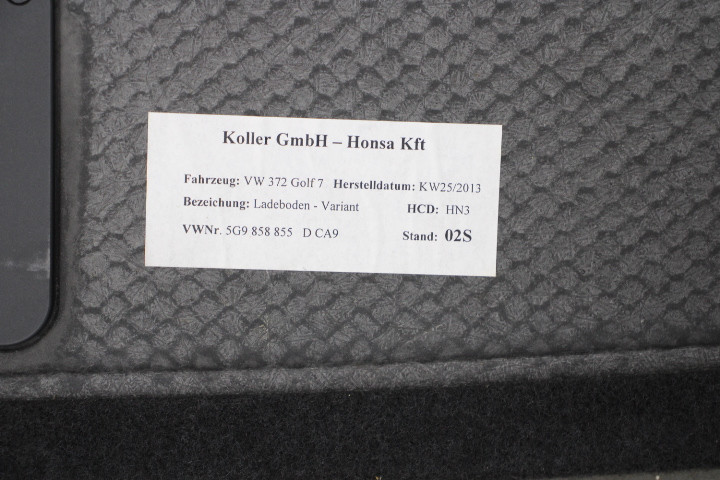 Koller GmbH – Honsa Kft
Fahrzeug: VW 372 Golf 7 Herstelldatum: KW25/2013
Bezeichung: Ladeboden - Variant HCD: HN3
VWNr. 5G9 858 855 D CA9 Stand: 02S